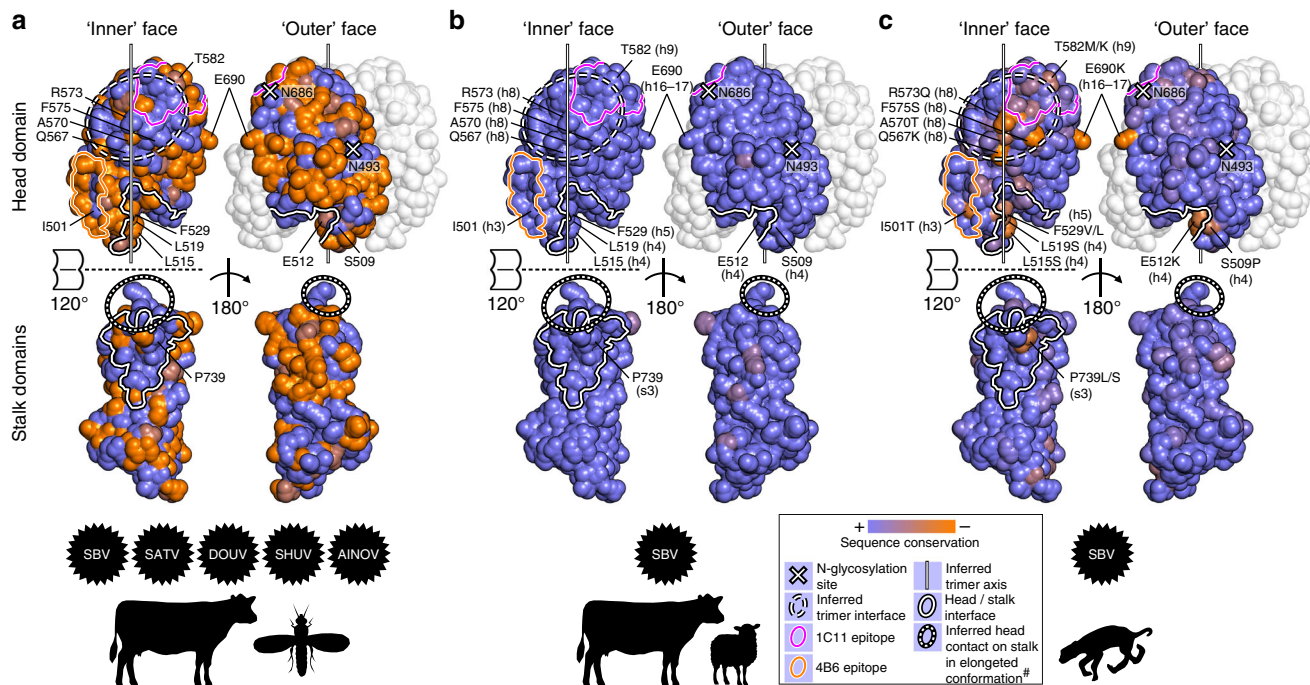 a
'Inner' face
'Outer' face
Head domain
T582
E690
R573
F575
A570
Q567
N686
N493
I501
F529
L519
L515
E512
S509
120°
180°
Stalk domains
P739
SBV
SATV
DOUV
SHUV
AINOV
b
'Inner' face
'Outer' face
T582 (h9)
E690
(h16–17)
R573 (h8)
F575 (h8)
A570 (h8)
Q567 (h8)
N686
N493
I501 (h3)
F529 (h5)
L519 (h4)
L515 (h4)
E512
(h4)
S509
(h4)
120°
180°
P739
(s3)
SBV
c
'Inner' face
'Outer' face
T582M/K (h9)
E690K
(h16–17)
R573Q (h8)
F575S (h8)
A570T (h8)
Q567K (h8)
N686
N493
I501T (h3)
(h5)
F529V/L
L519S (h4)
L515S (h4)
E512K
(h4)
S509P
(h4)
120°
180°
P739L/S
(s3)
+
–
Sequence conservation
N-glycosylation
site
Inferred
trimer interface
1C11 epitope
4B6 epitope
Inferred
trimer axis
Head / stalk
interface
Inferred head
contact on stalk
in elongeted
conformation#
SBV